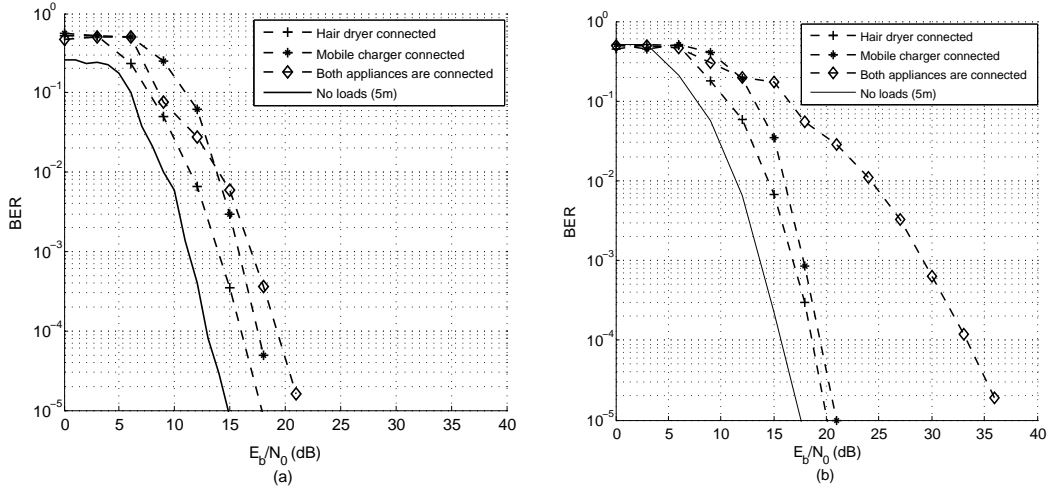 10^0
10^-1
10^-2
10^-3
10^-4
10^-5
BER
0 5 10 15 20 25 30 35 40
E_b/N_0 (dB)
(a)
Hair dryer connected
Mobile charger connected
Both appliances are connected
No loads (5m)
10^0
10^-1
10^-2
10^-3
10^-4
10^-5
BER
0 5 10 15 20 25 30 35 40
E_b/N_0 (dB)
(b)
Hair dryer connected
Mobile charger connected
Both appliances are connected
No loads (5m)